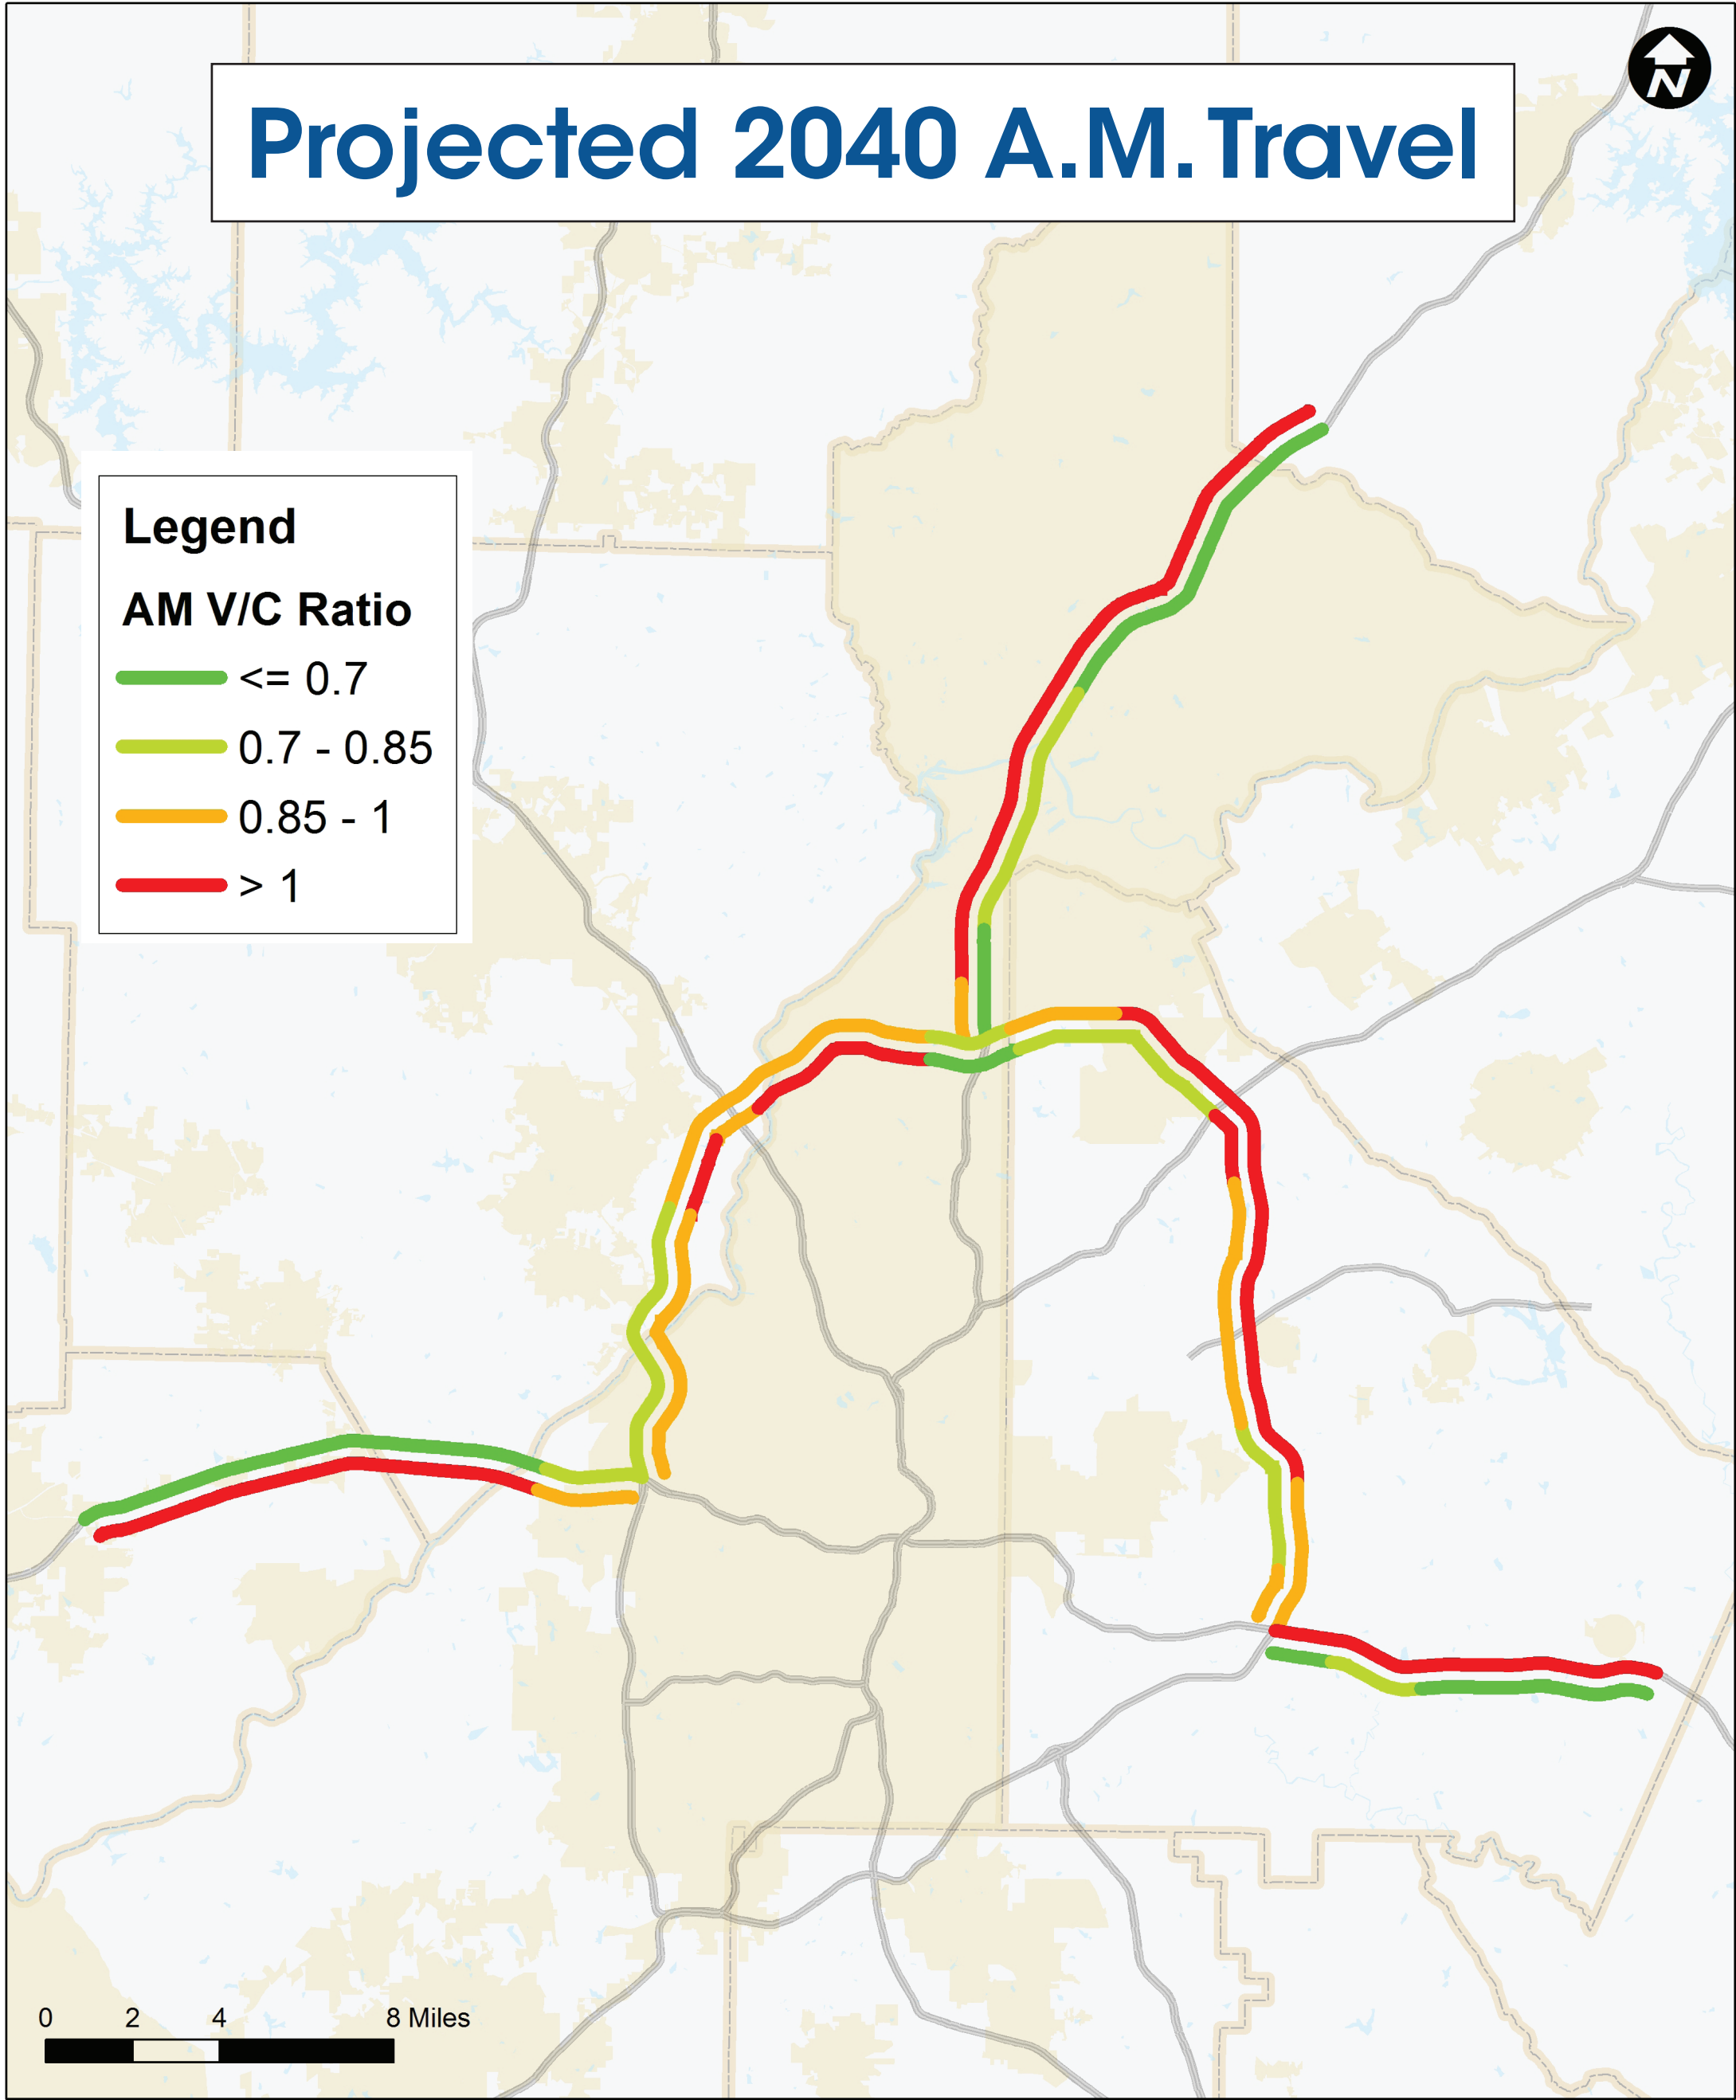 Projected 2040 A.M. Travel
N
Legend
AM V/C Ratio
<= 0.7
0.7 - 0.85
0.85 - 1
> 1
0 2 4 8 Miles